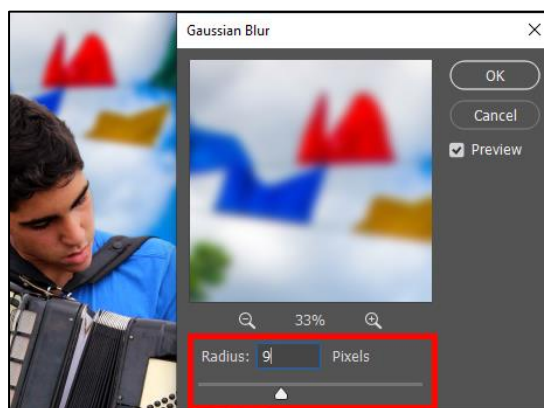 Gaussian Blur
OK
Cancel
Preview
33%
Radius: 9 Pixels